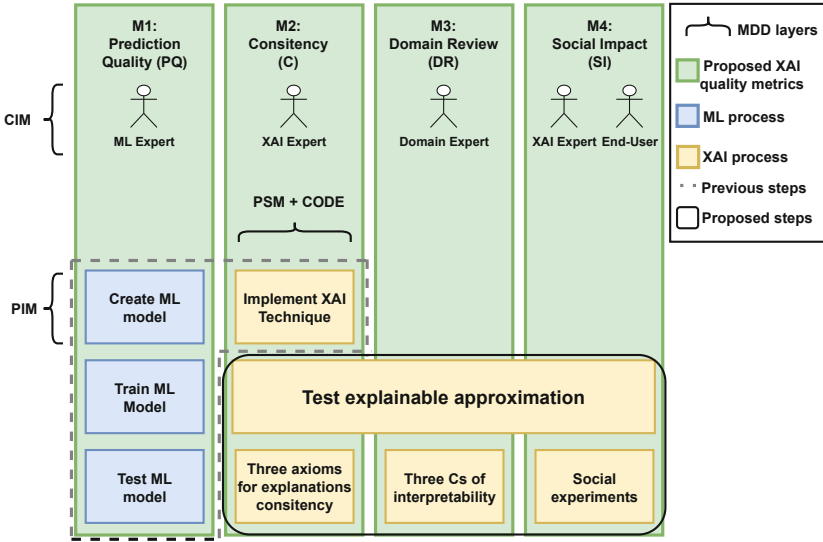 M1:
Prediction
Quality (PQ)
M2:
Consitency
(C)
M3:
Domain Review
(DR)
M4:
Social Impact
(SI)
MDD layers
Proposed XAI
quality metrics
ML process
XAI process
Previous steps
Proposed steps
CIM
ML Expert
XAI Expert
Domain Expert
XAI Expert
End-User
PSM + CODE
PIM
Create ML
model
Implement XAI
Technique
Train ML
Model
Test explainable approximation
Test ML
model
Three axioms
for explanations
consitency
Three Cs of
interpretability
Social
experiments